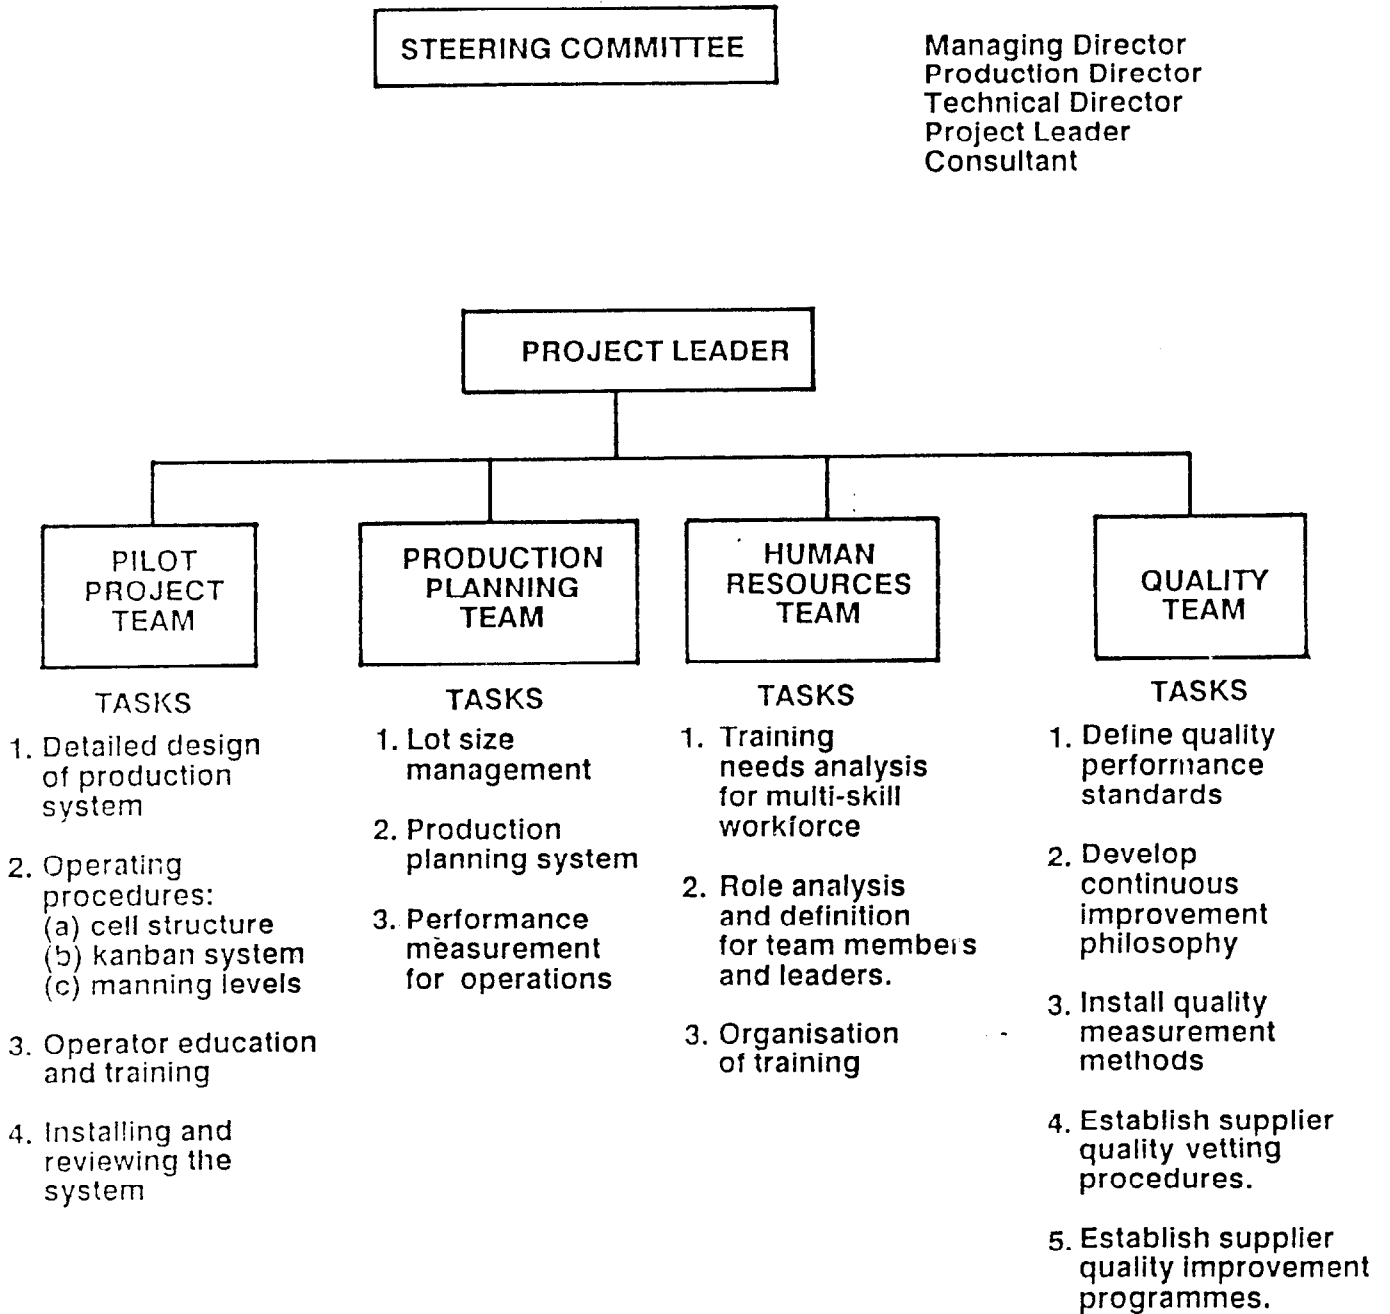 STEERING COMMITTEE
Managing Director
Production Director
Technical Director
Project Leader
Consultant
PROJECT LEADER
PILOT
PROJECT
TEAM
TASKS
1. Detailed design
of production
system
2. Operating
procedures:
(a) cell structure
(b) kanban system
(c) manning levels
3. Operator education
and training
4. Installing and
reviewing the
system
PRODUCTION
PLANNING
TEAM
TASKS
1. Lot size
management
2. Production
planning system
3. Performance
measurement
for operations
HUMAN
RESOURCES
TEAM
TASKS
1. Training
needs analysis
for multi-skill
workforce
2. Role analysis
and definition
for team members
and leaders.
3. Organisation
of training
QUALITY
TEAM
TASKS
1. Define quality
performance
standards
2. Develop
continuous
improvement
philosophy
3. Install quality
measurement
methods
4. Establish supplier
quality vetting
procedures.
5. Establish supplier
quality improvement
programmes.